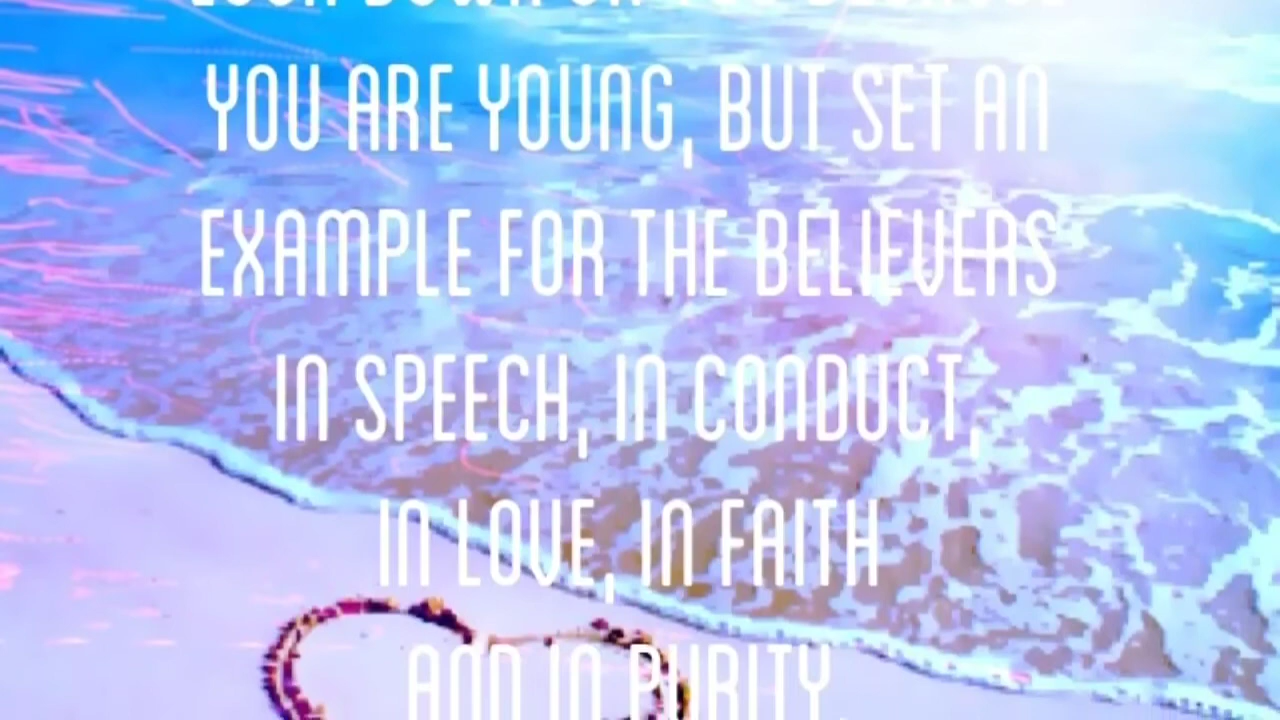 YOU ARE YOUNG, BUT SET AN
EXAMPLE FOR THE BELIEVERS
IN SPEECH, IN CONDUCT,
IN LOVE, IN FAITH
AND IN PURITY.